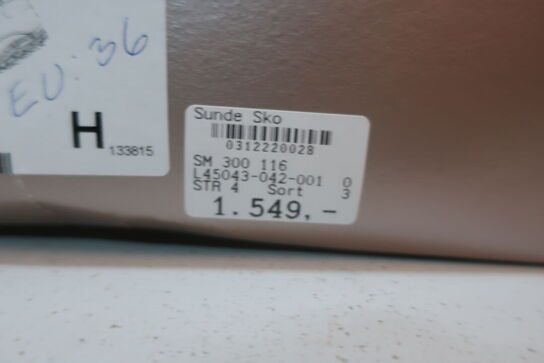 EU: 36
H
133815
Sunde Sko
0312220028
SM 300 116
L45043-042-001 0
STR 4 Sort 3
1.549,-